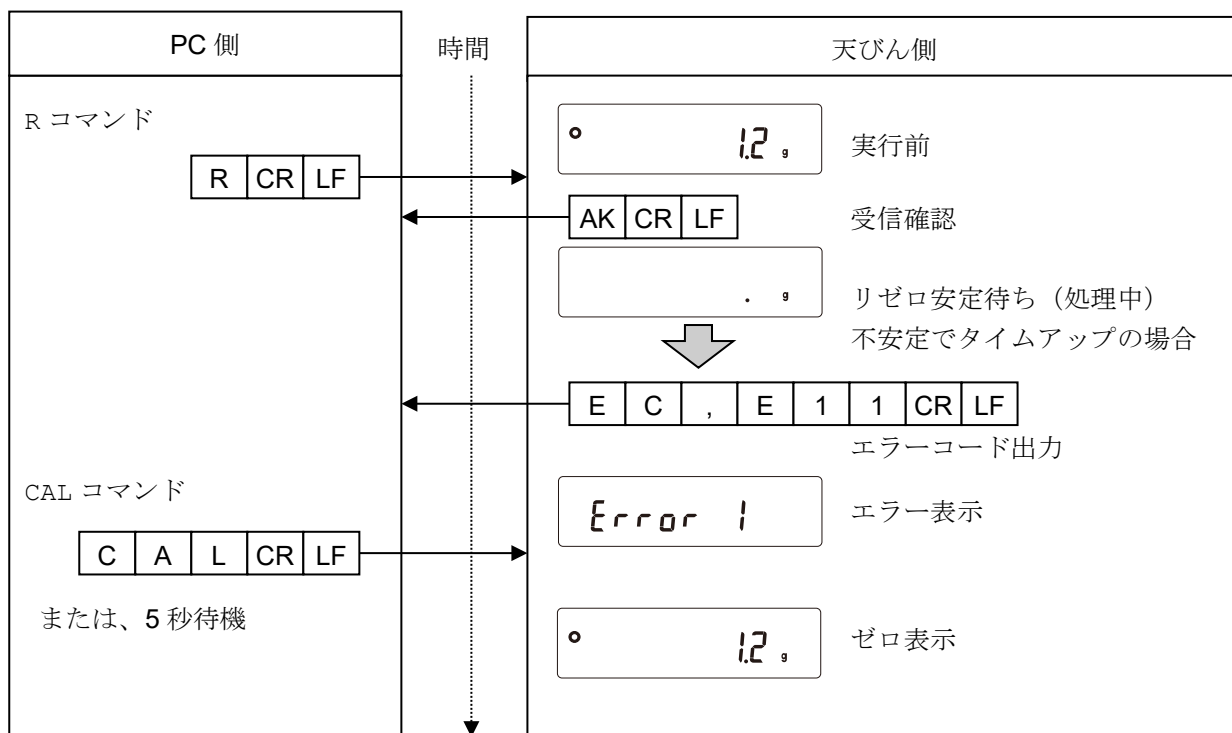 PC 側
時間
天びん側
R コマンド
1.2 g
実行前
R CR LF
AK CR LF
受信確認
. g
リゼロ安定待ち（処理中）
不安定でタイムアップの場合
E C , E 1 1 CR LF
エラーコード出力
CAL コマンド
Error 1
エラー表示
C A L CR LF
または、5 秒待機
1.2 g
ゼロ表示